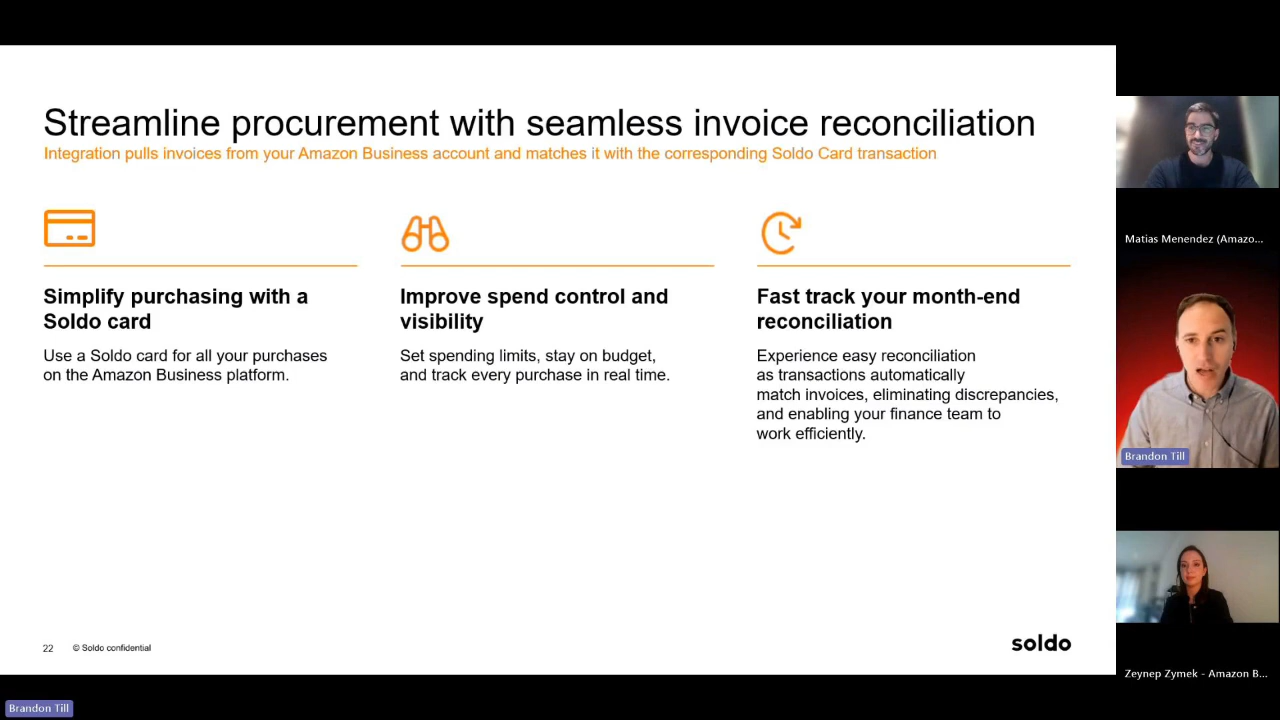 Streamline procurement with seamless invoice reconciliation
Integration pulls invoices from your Amazon Business account and matches it with the corresponding Soldo Card transaction
Simplify purchasing with a
Soldo card
Use a Soldo card for all your purchases
on the Amazon Business platform.
Improve spend control and
visibility
Set spending limits, stay on budget,
and track every purchase in real time.
Fast track your month-end
reconciliation
Experience easy reconciliation
as transactions automatically
match invoices, eliminating discrepancies,
and enabling your finance team to
work efficiently.
22
© Soldo confidential
soldo
Matias Menendez (Amazo...
Brandon Till
Zeynep Zymek - Amazon B...
Brandon Till